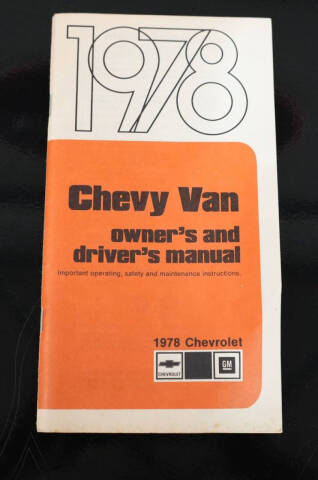 1978
Chevy Van
owner's and
driver's manual
Important operating, safety and maintenance instructions.
1978 Chevrolet
CHEVROLET
GM